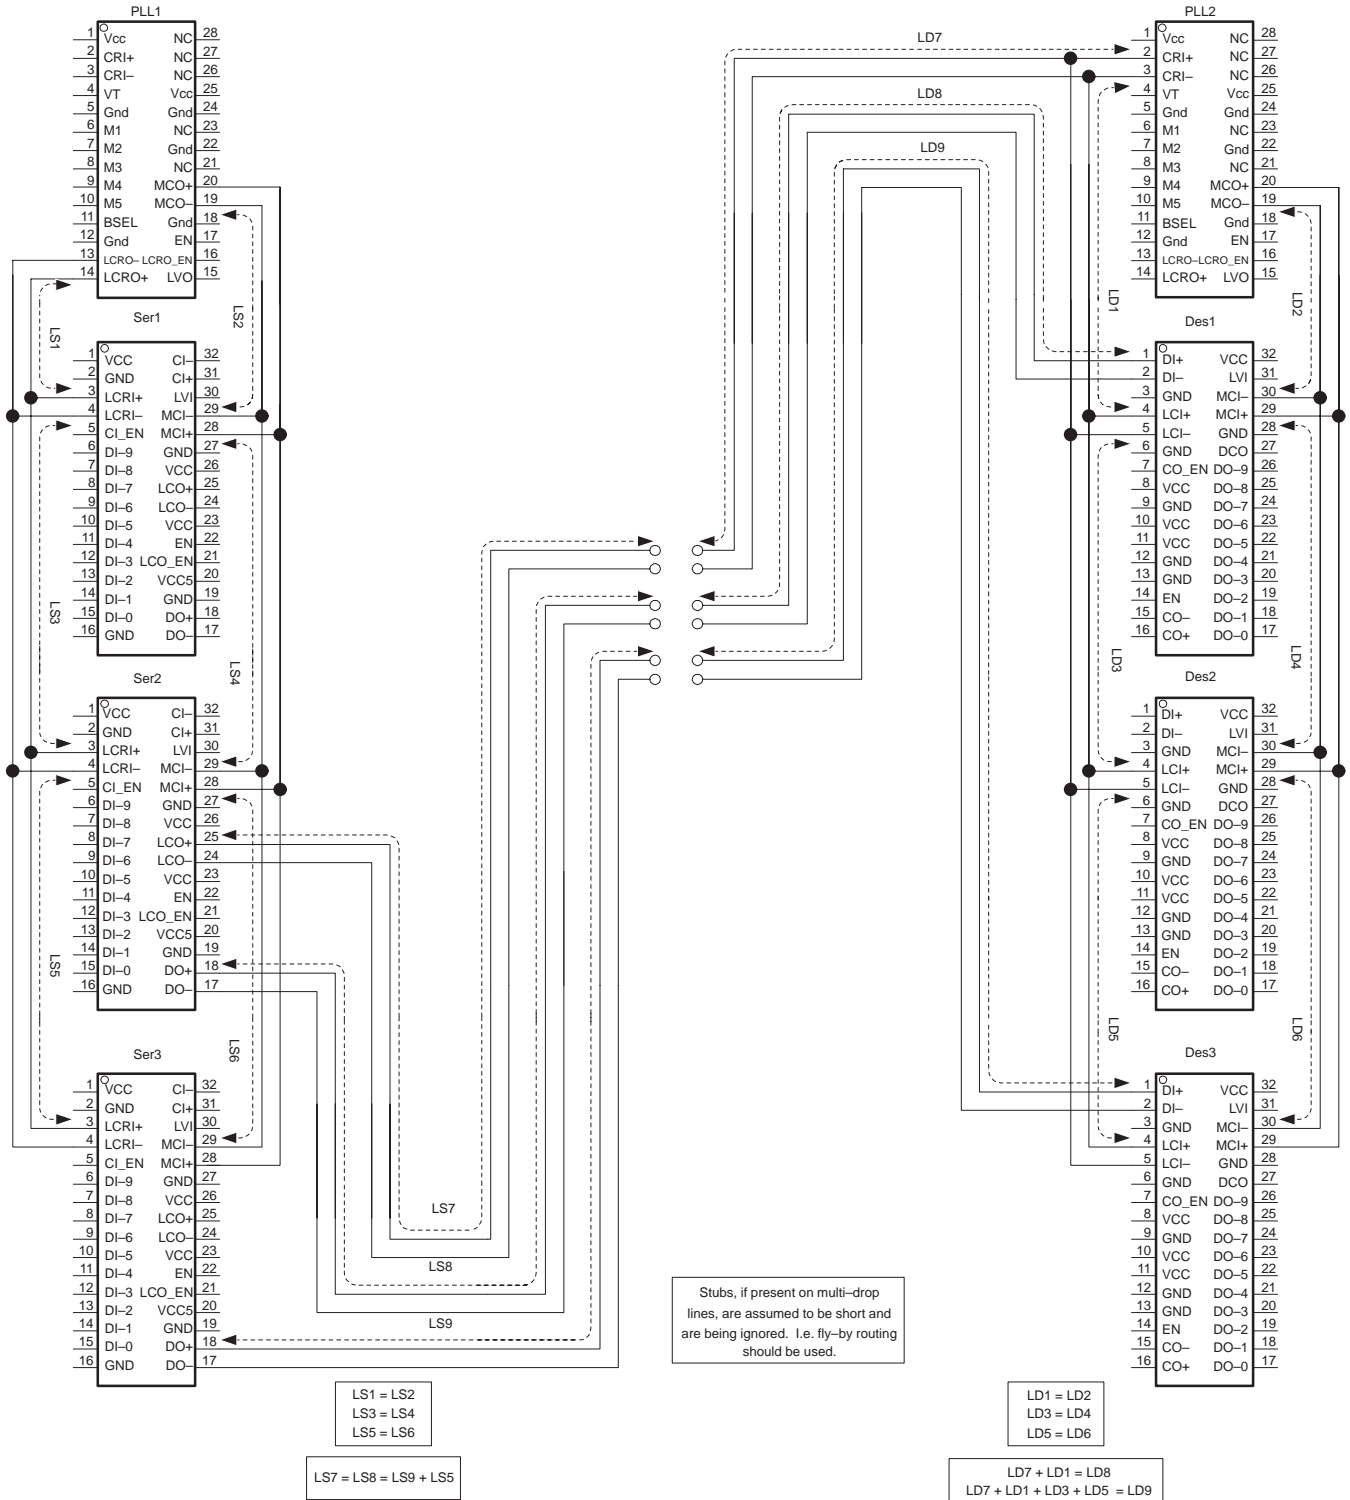 PLL1
1 Vcc NC 28
2 CRI+ NC 27
3 CRI– NC 26
4 VT Vcc 25
5 Gnd Gnd 24
6 M1 NC 23
7 M2 Gnd 22
8 M3 NC 21
9 M4 MCO+ 20
10 M5 MCO– 19
11 BSEL Gnd 18
12 Gnd EN 17
13 LCRO– LCRO_EN 16
14 LCRO+ LVO 15
LS1
LS2
Ser1
1 VCC CI– 32
2 GND CI+ 31
3 LCRI+ LVI 30
4 LCRI– MCI– 29
5 CI_EN MCI+ 28
6 DI–9 GND 27
7 DI–8 VCC 26
8 DI–7 LCO+ 25
9 DI–6 LCO– 24
10 DI–5 VCC 23
11 DI–4 EN 22
12 DI–3 LCO_EN 21
13 DI–2 VCC5 20
14 DI–1 GND 19
15 DI–0 DO+ 18
16 GND DO– 17
LS3
LS4
Ser2
1 VCC CI– 32
2 GND CI+ 31
3 LCRI+ LVI 30
4 LCRI– MCI– 29
5 CI_EN MCI+ 28
6 DI–9 GND 27
7 DI–8 VCC 26
8 DI–7 LCO+ 25
9 DI–6 LCO– 24
10 DI–5 VCC 23
11 DI–4 EN 22
12 DI–3 LCO_EN 21
13 DI–2 VCC5 20
14 DI–1 GND 19
15 DI–0 DO+ 18
16 GND DO– 17
LS5
LS6
Ser3
1 VCC CI– 32
2 GND CI+ 31
3 LCRI+ LVI 30
4 LCRI– MCI– 29
5 CI_EN MCI+ 28
6 DI–9 GND 27
7 DI–8 VCC 26
8 DI–7 LCO+ 25
9 DI–6 LCO– 24
10 DI–5 VCC 23
11 DI–4 EN 22
12 DI–3 LCO_EN 21
13 DI–2 VCC5 20
14 DI–1 GND 19
15 DI–0 DO+ 18
16 GND DO– 17
LS7
LS8
LS9
LS1 = LS2
LS3 = LS4
LS5 = LS6
LS7 = LS8 = LS9 + LS5
Stubs, if present on multi–drop
lines, are assumed to be short and
are being ignored. I.e. fly–by routing
should be used.
LD7
LD8
LD9
PLL2
1 Vcc NC 28
2 CRI+ NC 27
3 CRI– NC 26
4 VT Vcc 25
5 Gnd Gnd 24
6 M1 NC 23
7 M2 Gnd 22
8 M3 NC 21
9 M4 MCO+ 20
10 M5 MCO– 19
11 BSEL Gnd 18
12 Gnd EN 17
13 LCRO–LCRO_EN 16
14 LCRO+ LVO 15
LD1
LD2
Des1
1 DI+ VCC 32
2 DI– LVI 31
3 GND MCI– 30
4 LCI+ MCI+ 29
5 LCI– GND 28
6 GND DCO 27
7 CO_EN DO–9 26
8 VCC DO–8 25
9 GND DO–7 24
10 VCC DO–6 23
11 VCC DO–5 22
12 GND DO–4 21
13 GND DO–3 20
14 EN DO–2 19
15 CO– DO–1 18
16 CO+ DO–0 17
LD3
LD4
Des2
1 DI+ VCC 32
2 DI– LVI 31
3 GND MCI– 30
4 LCI+ MCI+ 29
5 LCI– GND 28
6 GND DCO 27
7 CO_EN DO–9 26
8 VCC DO–8 25
9 GND DO–7 24
10 VCC DO–6 23
11 VCC DO–5 22
12 GND DO–4 21
13 GND DO–3 20
14 EN DO–2 19
15 CO– DO–1 18
16 CO+ DO–0 17
LD5
LD6
Des3
1 DI+ VCC 32
2 DI– LVI 31
3 GND MCI– 30
4 LCI+ MCI+ 29
5 LCI– GND 28
6 GND DCO 27
7 CO_EN DO–9 26
8 VCC DO–8 25
9 GND DO–7 24
10 VCC DO–6 23
11 VCC DO–5 22
12 GND DO–4 21
13 GND DO–3 20
14 EN DO–2 19
15 CO– DO–1 18
16 CO+ DO–0 17
LD1 = LD2
LD3 = LD4
LD5 = LD6
LD7 + LD1 = LD8
LD7 + LD1 + LD3 + LD5 = LD9